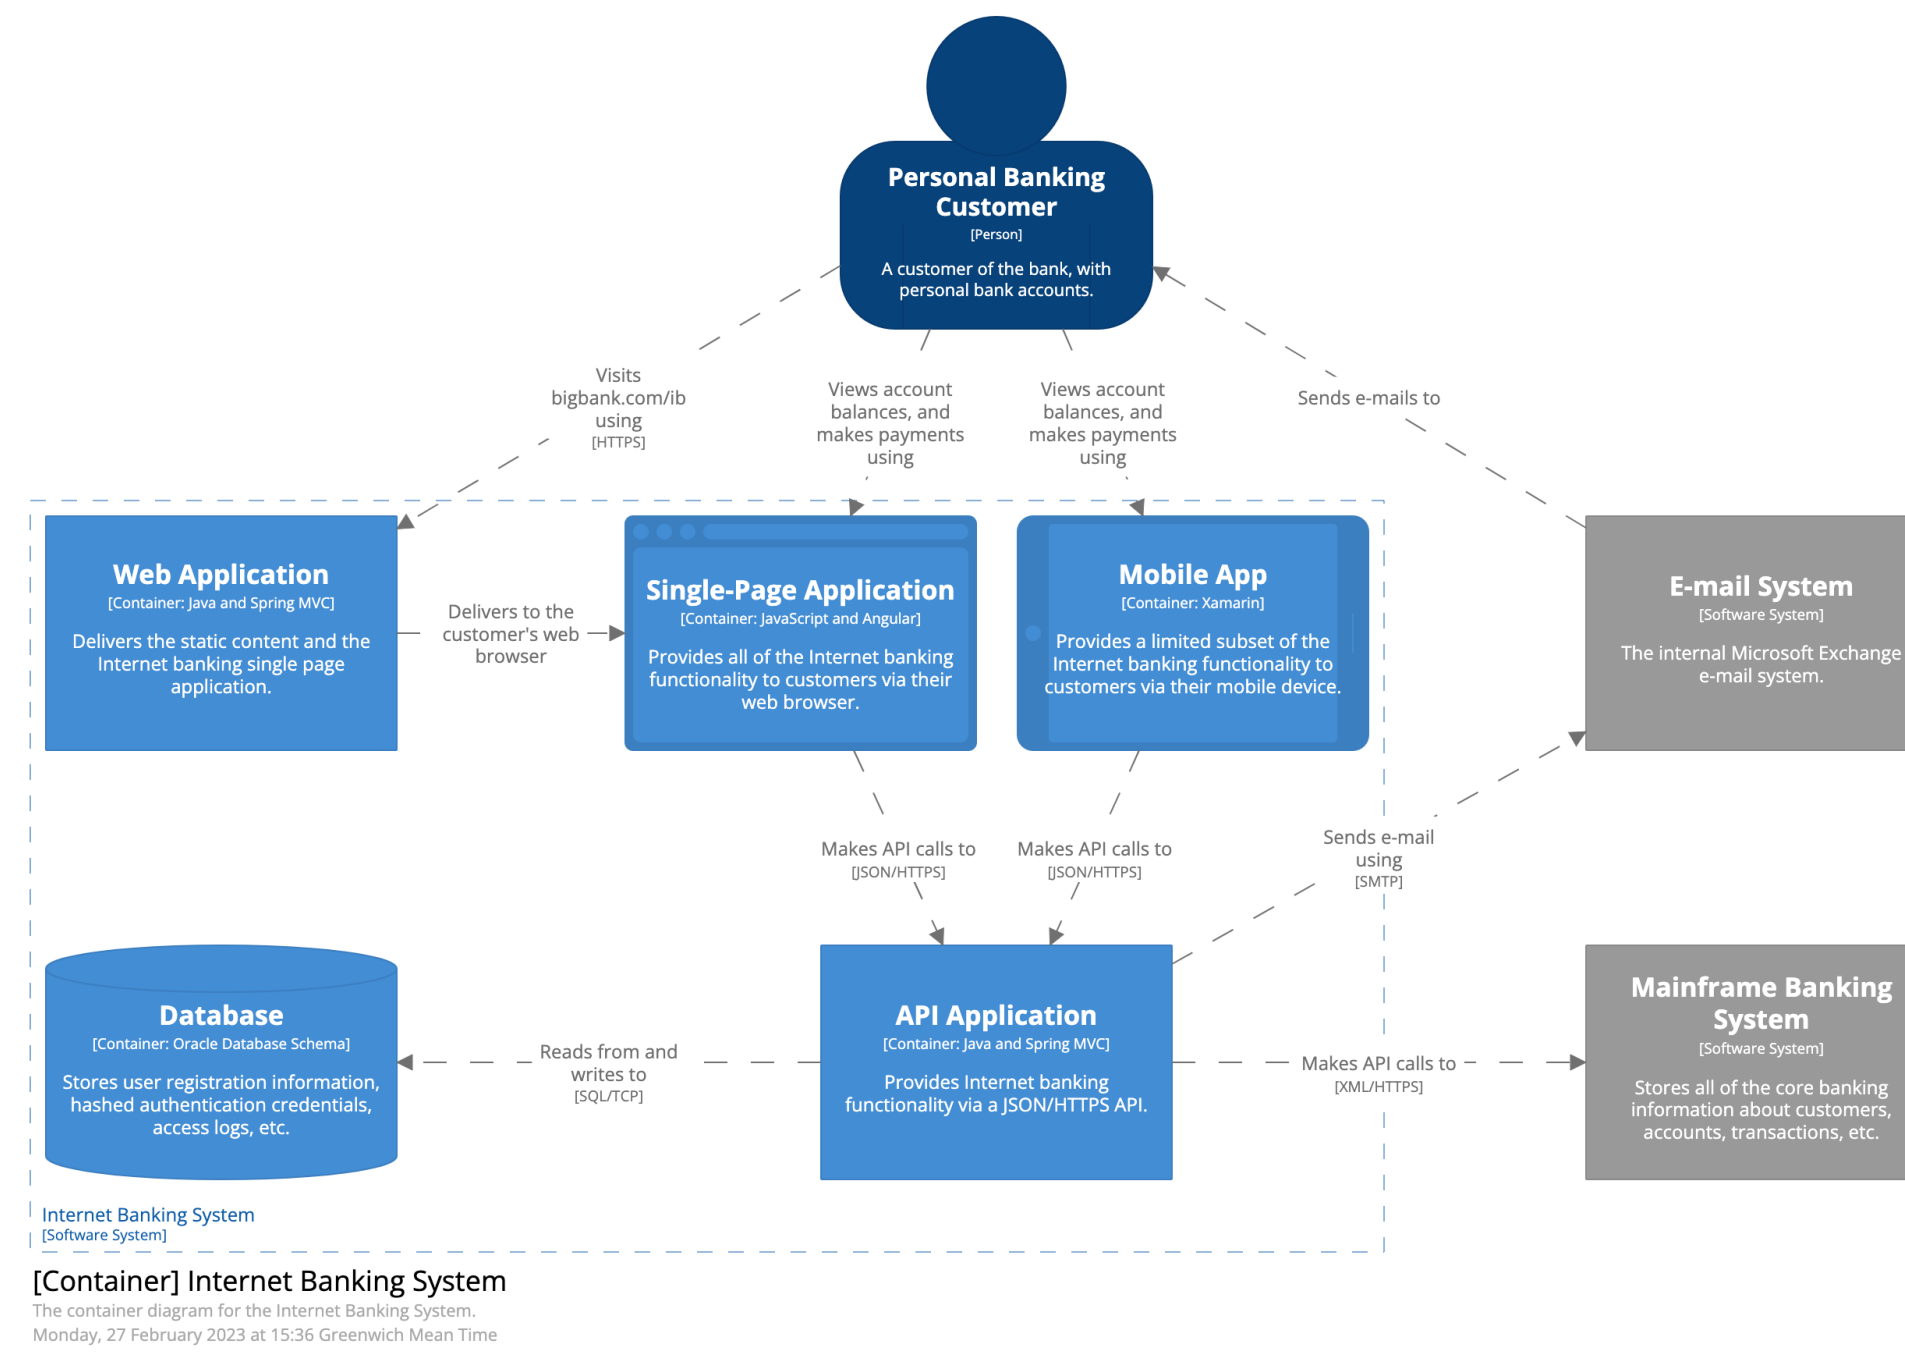 Personal Banking
Customer
[Person]
A customer of the bank, with
personal bank accounts.
Visits
bigbank.com/ib
using
[HTTPS]
Views account
balances, and
makes payments
using
Views account
balances, and
makes payments
using
Sends e-mails to
Web Application
[Container: Java and Spring MVC]
Delivers the static content and the
Internet banking single page
application.
Delivers to the
customer's web
browser
Single-Page Application
[Container: JavaScript and Angular]
Provides all of the Internet banking
functionality to customers via their
web browser.
Mobile App
[Container: Xamarin]
Provides a limited subset of the
Internet banking functionality to
customers via their mobile device.
E-mail System
[Software System]
The internal Microsoft Exchange
e-mail system.
Makes API calls to
[JSON/HTTPS]
Makes API calls to
[JSON/HTTPS]
Sends e-mail
using
[SMTP]
Database
[Container: Oracle Database Schema]
Stores user registration information,
hashed authentication credentials,
access logs, etc.
Reads from and
writes to
[SQL/TCP]
API Application
[Container: Java and Spring MVC]
Provides Internet banking
functionality via a JSON/HTTPS API.
Makes API calls to
[XML/HTTPS]
Mainframe Banking
System
[Software System]
Stores all of the core banking
information about customers,
accounts, transactions, etc.
Internet Banking System
[Software System]
[Container] Internet Banking System
The container diagram for the Internet Banking System.
Monday, 27 February 2023 at 15:36 Greenwich Mean Time